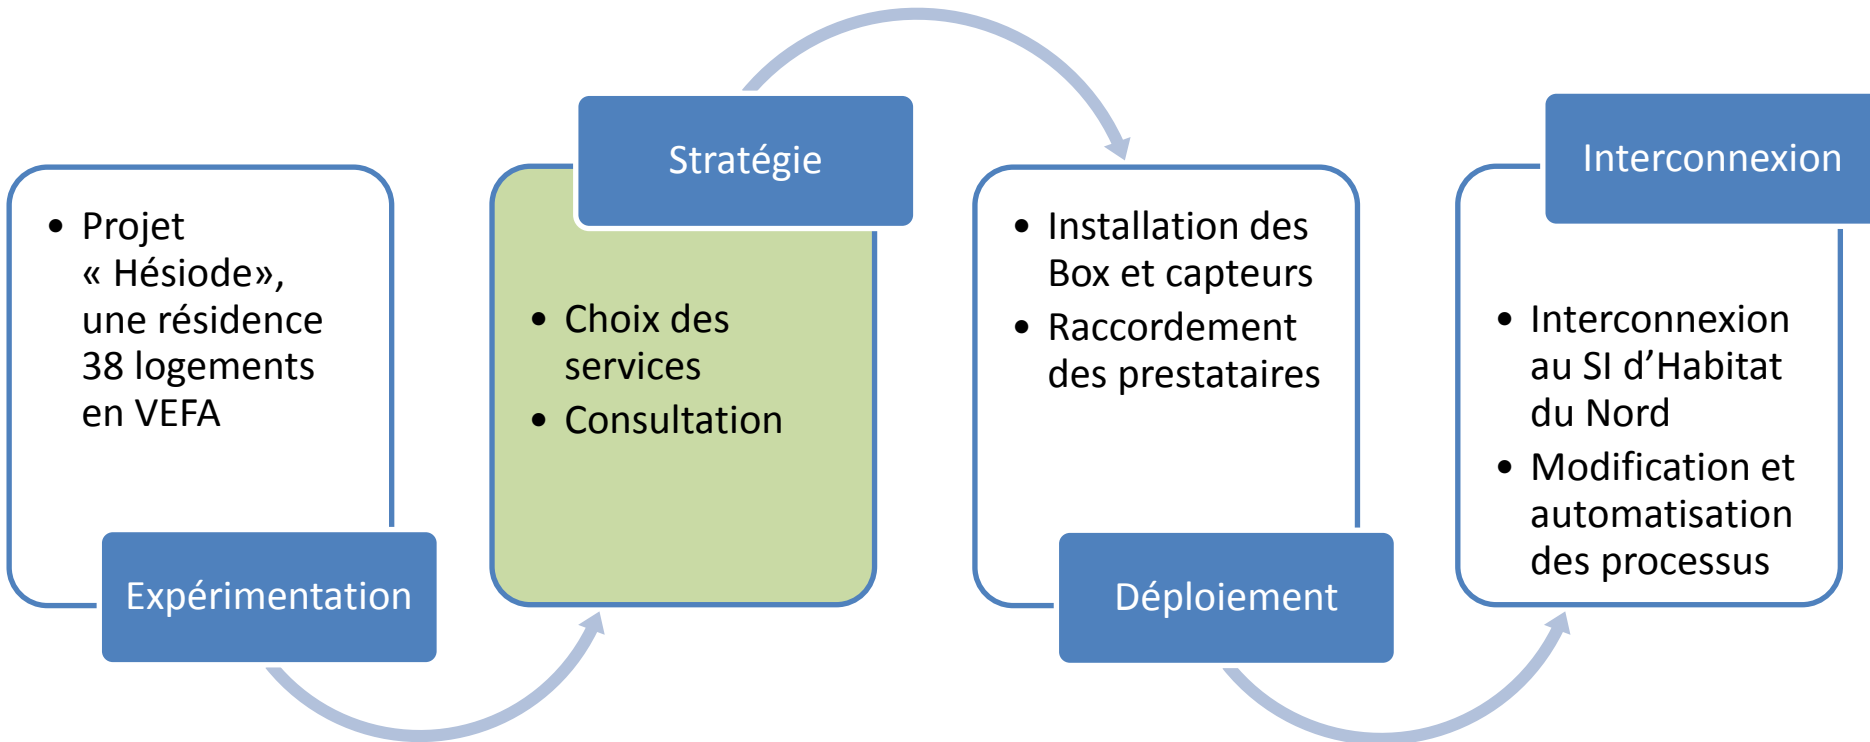 • Projet
« Hésiode»,
une résidence
38 logements
en VEFA
Expérimentation
Stratégie
• Choix des
services
• Consultation
• Installation des
Box et capteurs
• Raccordement
des prestataires
Déploiement
Interconnexion
• Interconnexion
au SI d’Habitat
du Nord
• Modification et
automatisation
des processus